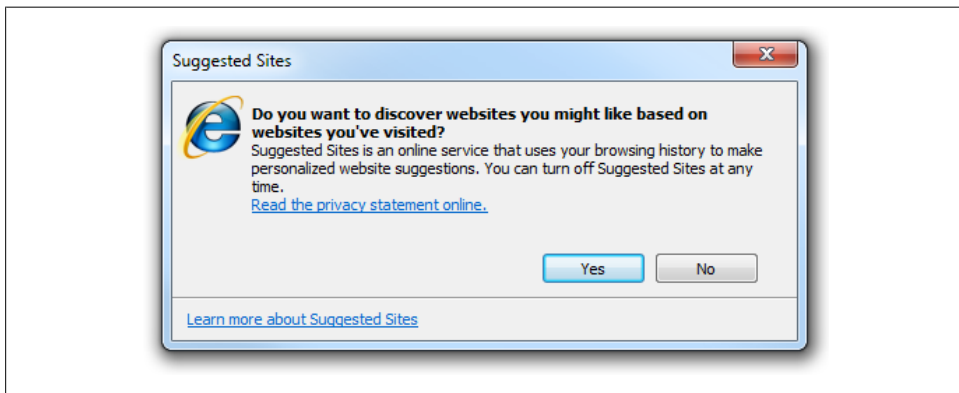 Suggested Sites
Do you want to discover websites you might like based on
websites you've visited?
Suggested Sites is an online service that uses your browsing history to make
personalized website suggestions. You can turn off Suggested Sites at any
time.
Read the privacy statement online.
Yes No
Learn more about Suggested Sites